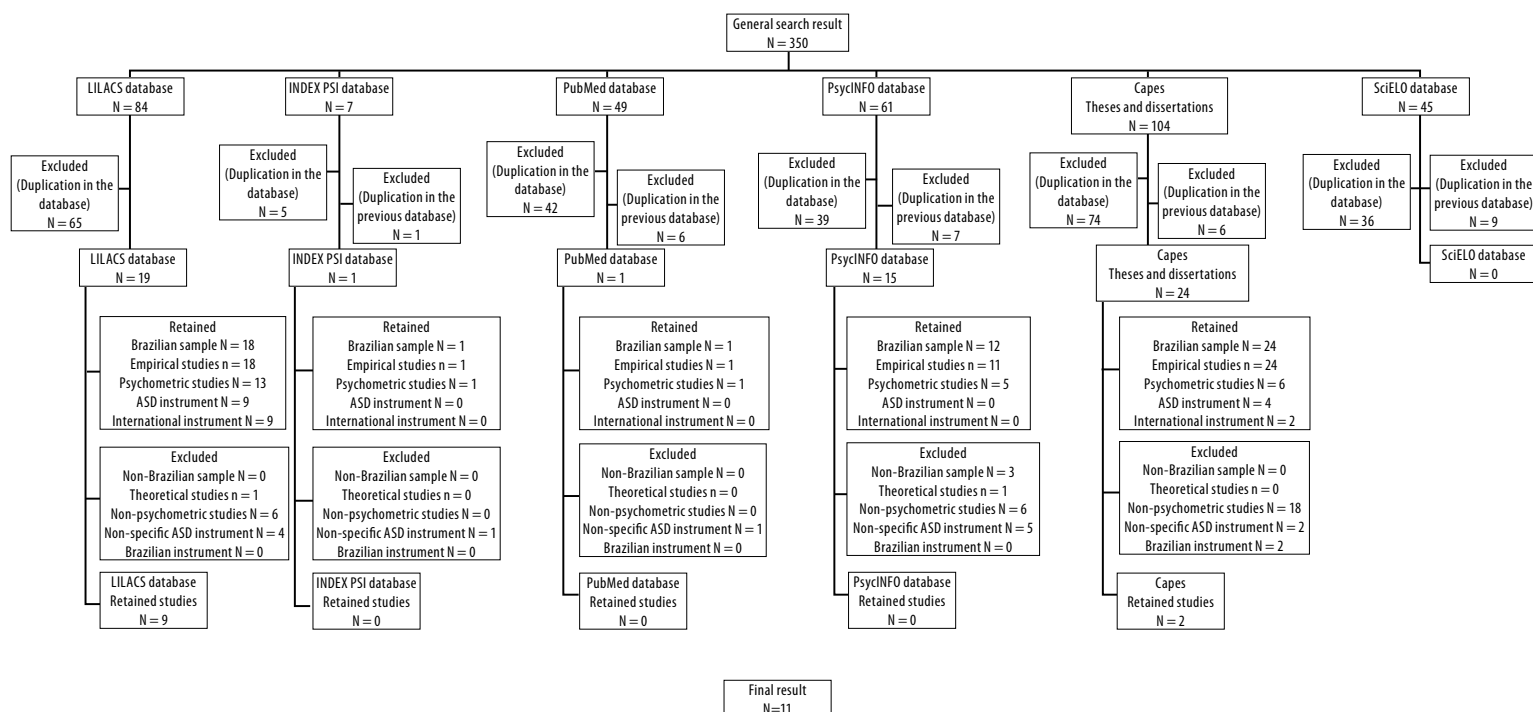 General search result
N = 350
LILACS database
N = 84
INDEX PSI database
N = 7
PubMed database
N = 49
PsycINFO database
N = 61
Capes
Theses and dissertations
N = 104
SciELO database
N = 45
Excluded
(Duplication in the
database)
N = 65
Excluded
(Duplication in the
database)
N = 5
Excluded
(Duplication in the
previous database)
N = 1
Excluded
(Duplication in the
database)
N = 42
Excluded
(Duplication in the
previous database)
N = 6
Excluded
(Duplication in the
database)
N = 39
Excluded
(Duplication in the
previous database)
N = 7
Excluded
(Duplication in the
database)
N = 74
Excluded
(Duplication in the
previous database)
N = 6
Excluded
(Duplication in the
database)
N = 36
Excluded
(Duplication in the
previous database)
N = 9
LILACS database
N = 19
INDEX PSI database
N = 1
PubMed database
N = 1
PsycINFO database
N = 15
Capes
Theses and dissertations
N = 24
SciELO database
N = 0
Retained
Brazilian sample N = 18
Empirical studies n = 18
Psychometric studies N = 13
ASD instrument N = 9
International instrument N = 9
Retained
Brazilian sample N = 1
Empirical studies n = 1
Psychometric studies N = 1
ASD instrument N = 0
International instrument N = 0
Retained
Brazilian sample N = 1
Empirical studies n = 1
Psychometric studies N = 1
ASD instrument N = 0
International instrument N = 0
Retained
Brazilian sample N = 12
Empirical studies n = 11
Psychometric studies N = 5
ASD instrument N = 0
International instrument N = 0
Retained
Brazilian sample N = 24
Empirical studies n = 24
Psychometric studies N = 6
ASD instrument N = 4
International instrument N = 2
Excluded
Non-Brazilian sample N = 0
Theoretical studies n = 1
Non-psychometric studies N = 6
Non-specific ASD instrument N = 4
Brazilian instrument N = 0
Excluded
Non-Brazilian sample N = 0
Theoretical studies n = 0
Non-psychometric studies N = 0
Non-specific ASD instrument N = 1
Brazilian instrument N = 0
Excluded
Non-Brazilian sample N = 0
Theoretical studies n = 0
Non-psychometric studies N = 0
Non-specific ASD instrument N = 1
Brazilian instrument N = 0
Excluded
Non-Brazilian sample N = 3
Theoretical studies n = 1
Non-psychometric studies N = 6
Non-specific ASD instrument N = 5
Brazilian instrument N = 0
Excluded
Non-Brazilian sample N = 0
Theoretical studies n = 0
Non-psychometric studies N = 18
Non-specific ASD instrument N = 2
Brazilian instrument N = 2
LILACS database
Retained studies
N = 9
INDEX PSI database
Retained studies
N = 0
PubMed database
Retained studies
N = 0
PsycINFO database
Retained studies
N = 0
Capes
Retained studies
N = 2
Final result
N=11